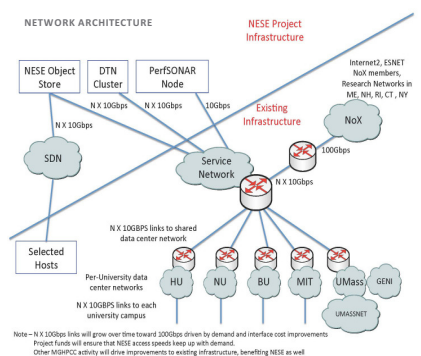 NETWORK ARCHITECTURE
NESE Project
Infrastructure
NESE Object
Store
DTN
Cluster
PerfSONAR
Node
Internet2, ESNET
NoX members,
Research Networks in
ME, NH, RI, CT , NY
N X 10Gbps
N X 10Gbps
10Gbps
Existing
Infrastructure
NoX
N X 10Gbps
SDN
Service
Network
100Gbps
N X 10Gbps
Selected
Hosts
N X 10GBPS links to shared
data center network
Per-University data
center networks
HU
NU
BU
MIT
UMass
GENI
N X 10GBPS links to each
university campus
UMASSNET
Note – N X 10Gbps links will grow over time toward 100Gbps driven by demand and interface cost improvements
Project funds will ensure that NESE access speeds keep up with demand.
Other MGHPCC activity will drive improvements to existing infrastructure, benefiting NESE as well